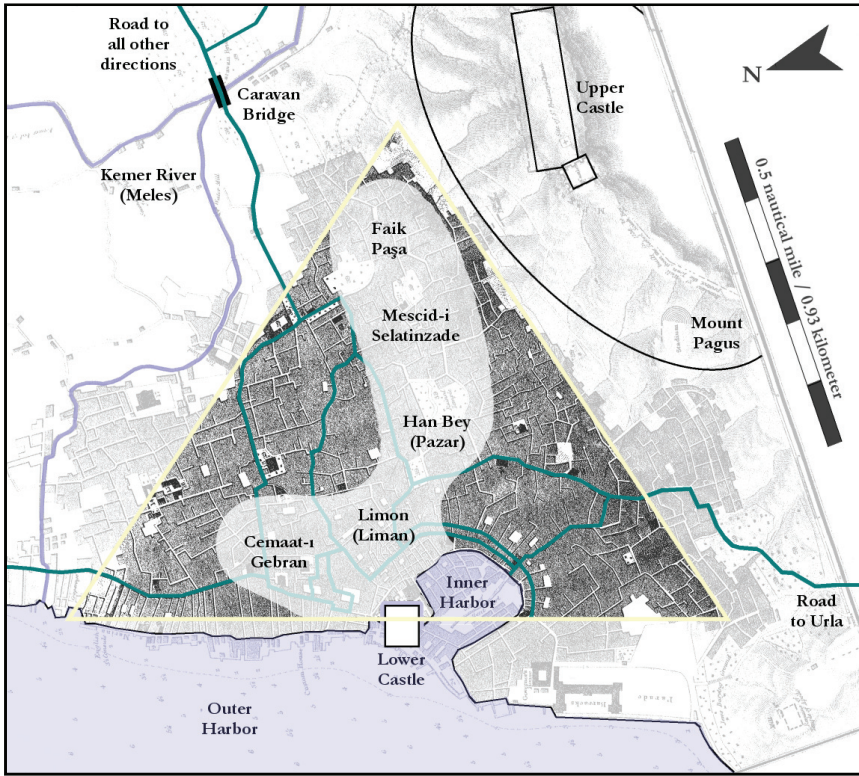 Road to
all other
directions
Caravan
Bridge
Upper
Castle
N
Kemer River
(Meles)
0.5 nautical mile / 0.93 kilometer
Faik
Paşa
Mescid-i
Selatinzade
Mount
Pagus
Han Bey
(Pazar)
Limon
(Liman)
Cemaat-ı
Gebran
Inner
Harbor
Road
to Urla
Lower
Castle
Outer
Harbor
Parade
Barracks